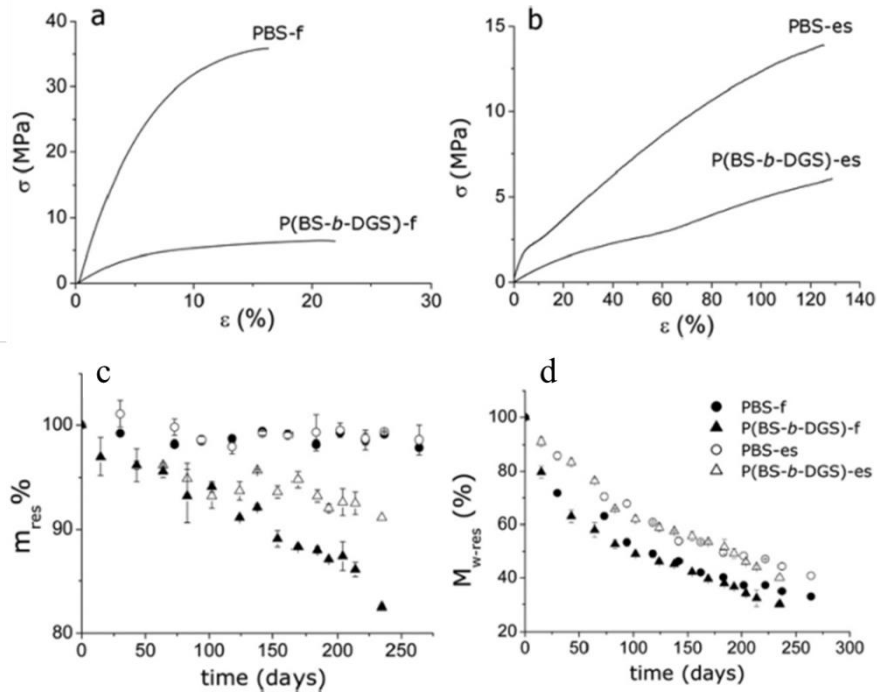 a
PBS-f
P(BS-b-DGS)-f
σ (MPa)
40
30
20
10
0
0
10
20
30
ε (%)
b
PBS-es
P(BS-b-DGS)-es
σ (MPa)
15
10
5
0
0
20
40
60
80
100
120
140
ε (%)
c
m_res%
100
90
80
0
50
100
150
200
250
time (days)
d
PBS-f
P(BS-b-DGS)-f
PBS-es
P(BS-b-DGS)-es
M_w-res (%)
100
80
60
40
20
0
50
100
150
200
250
300
time (days)